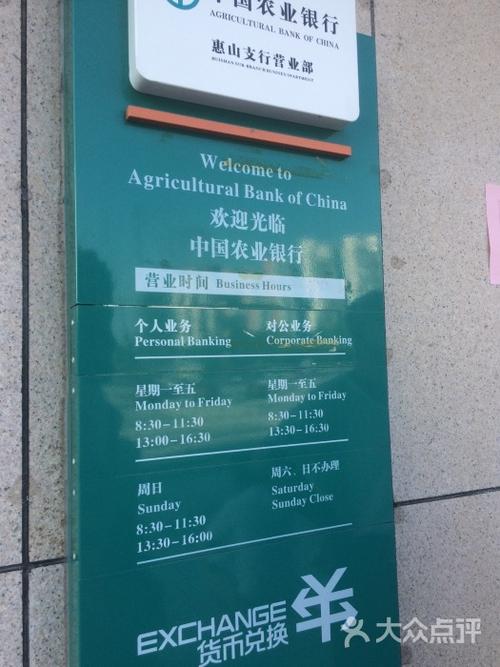 中国农业银行
AGRICULTURAL BANK OF CHINA
惠山支行营业部
Welcome to
Agricultural Bank of China
欢迎光临
中国农业银行
营业时间 Business Hours
个人业务 对公业务
Personal Banking Corporate Banking
星期一至五 星期一至五
Monday to Friday Monday to Friday
8:30-11:30 8:30-11:30
13:00-16:30 13:30-16:30
周日 周六、日不办理
Sunday Saturday
8:30-11:30 Sunday Close
13:30-16:00
EXCHANGE
货币兑换
大众点评